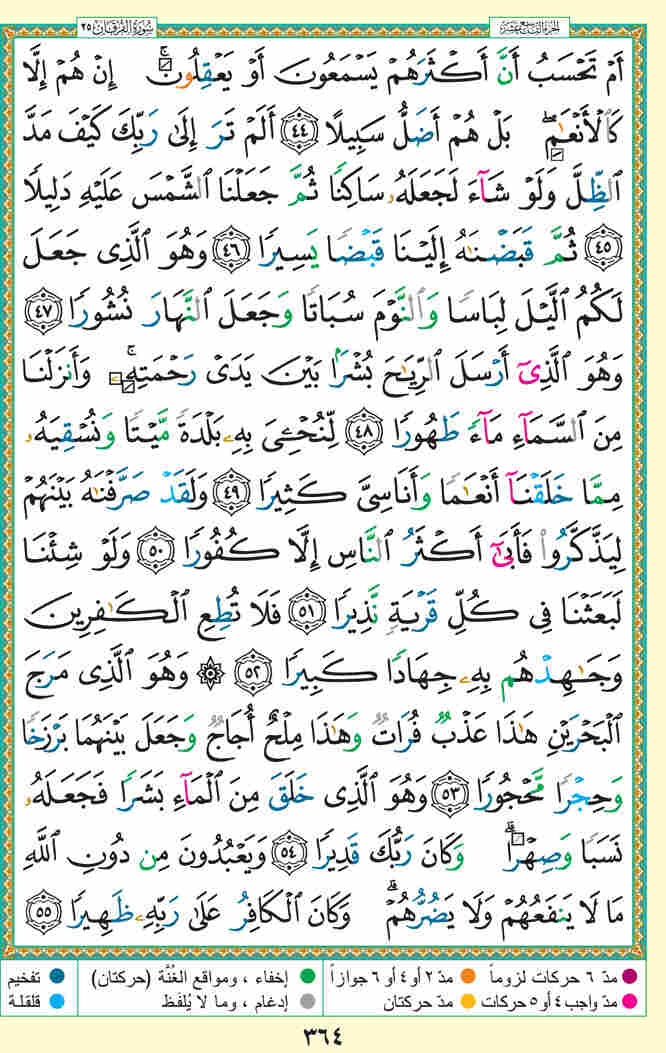 سُورَةُ الفُرْقَان ٢٥
الجزء التاسع عشر
أَمْ تَحْسَبُ أَنَّ أَكْثَرَهُمْ يَسْمَعُونَ أَوْ يَعْقِلُونَ ۚ إِنْ هُمْ إِلَّا
كَٱلْأَنْعَـٰمِ ۖ بَلْ هُمْ أَضَلُّ سَبِيلًا ٤٤ أَلَمْ تَرَ إِلَىٰ رَبِّكَ كَيْفَ مَدَّ
ٱلظِّلَّ وَلَوْ شَآءَ لَجَعَلَهُۥ سَاكِنًا ثُمَّ جَعَلْنَا ٱلشَّمْسَ عَلَيْهِ دَلِيلًا
٤٥ ثُمَّ قَبَضْنَـٰهُ إِلَيْنَا قَبْضًا يَسِيرًا ٤٦ وَهُوَ ٱلَّذِى جَعَلَ
لَكُمُ ٱلَّيْلَ لِبَاسًا وَٱلنَّوْمَ سُبَاتًا وَجَعَلَ ٱلنَّهَارَ نُشُورًا ٤٧
وَهُوَ ٱلَّذِىٓ أَرْسَلَ ٱلرِّيَـٰحَ بُشْرًۢا بَيْنَ يَدَىْ رَحْمَتِهِۦ ۚ وَأَنزَلْنَا
مِنَ ٱلسَّمَآءِ مَآءً طَهُورًا ٤٨ لِّنُحْـِۧىَ بِهِۦ بَلْدَةً مَّيْتًا وَنُسْقِيَهُۥ
مِمَّا خَلَقْنَآ أَنْعَـٰمًا وَأَنَاسِىَّ كَثِيرًا ٤٩ وَلَقَدْ صَرَّفْنَـٰهُ بَيْنَهُمْ
لِيَذَّكَّرُوا۟ فَأَبَىٰٓ أَكْثَرُ ٱلنَّاسِ إِلَّا كُفُورًا ٥٠ وَلَوْ شِئْنَا
لَبَعَثْنَا فِى كُلِّ قَرْيَةٍ نَّذِيرًا ٥١ فَلَا تُطِعِ ٱلْكَـٰفِرِينَ
وَجَـٰهِدْهُم بِهِۦ جِهَادًا كَبِيرًا ٥٢ ۞ وَهُوَ ٱلَّذِى مَرَجَ
ٱلْبَحْرَيْنِ هَـٰذَا عَذْبٌ فُرَاتٌ وَهَـٰذَا مِلْحٌ أُجَاجٌ وَجَعَلَ بَيْنَهُمَا بَرْزَخًا
وَحِجْرًا مَّحْجُورًا ٥٣ وَهُوَ ٱلَّذِى خَلَقَ مِنَ ٱلْمَآءِ بَشَرًا فَجَعَلَهُۥ
نَسَبًا وَصِهْرًا ۗ وَكَانَ رَبُّكَ قَدِيرًا ٥٤ وَيَعْبُدُونَ مِن دُونِ ٱللَّهِ
مَا لَا يَنفَعُهُمْ وَلَا يَضُرُّهُمْ ۗ وَكَانَ ٱلْكَافِرُ عَلَىٰ رَبِّهِۦ ظَهِيرًا ٥٥
مدّ ٦ حركات لزوماً مدّ ٢ أو ٤ أو ٦ جوازاً إخفاء ، ومواقع الغُنَّة (حركتان) تفخيم
مدّ واجب ٤ أو ٥ حركات مدّ حركتان إدغام ، وما لا يُلفَظ قلقلة
٣٦٤